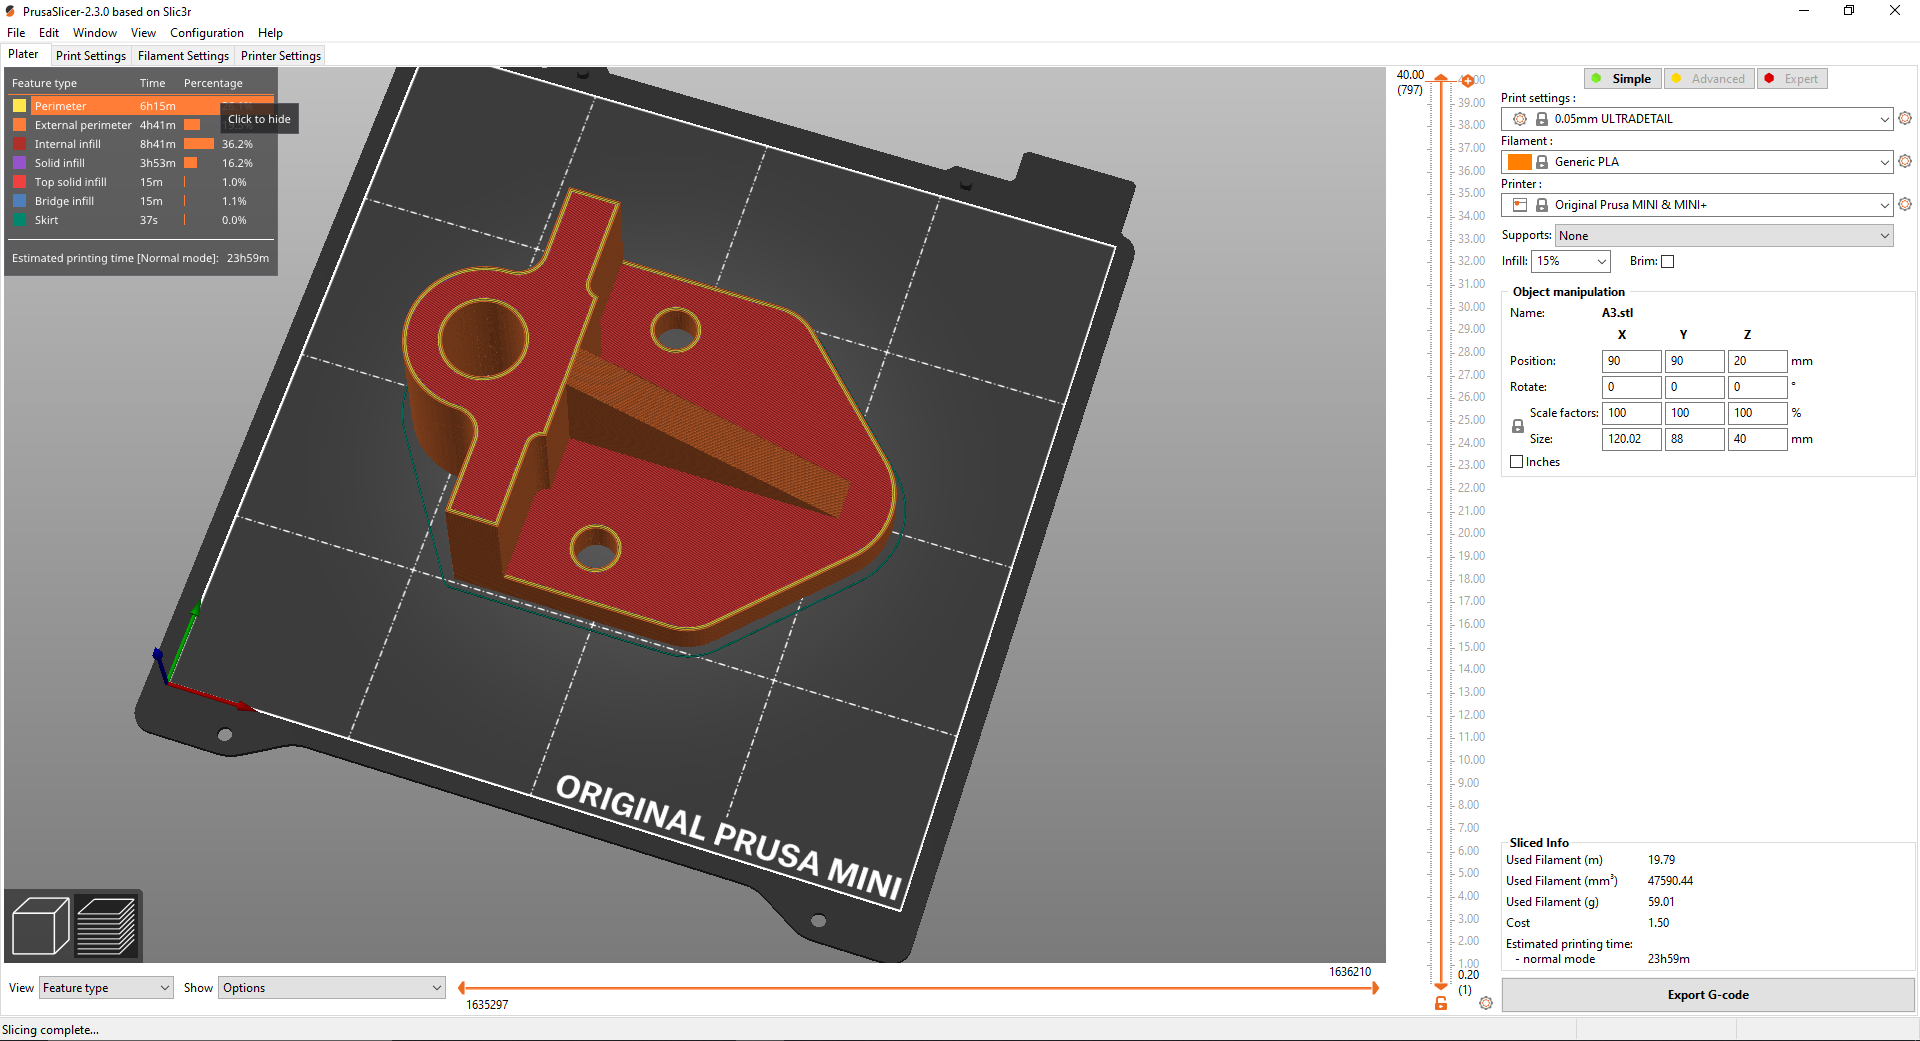 PrusaSlicer-2.3.0 based on Slic3r
File Edit Window View Configuration Help
Plater Print Settings Filament Settings Printer Settings
Feature type Time Percentage
Perimeter 6h15m
Click to hide
External perimeter 4h41m
Internal infill 8h41m 36.2%
Solid infill 3h53m 16.2%
Top solid infill 15m 1.0%
Bridge infill 15m 1.1%
Skirt 37s 0.0%
Estimated printing time [Normal mode]: 23h59m
ORIGINAL PRUSA MINI
40.00
(797)
39.00
38.00
37.00
36.00
35.00
34.00
33.00
32.00
31.00
30.00
29.00
28.00
27.00
26.00
25.00
24.00
23.00
22.00
21.00
20.00
19.00
18.00
17.00
16.00
15.00
14.00
13.00
12.00
11.00
10.00
9.00
8.00
7.00
6.00
5.00
4.00
3.00
2.00
1.00
0.20
(1)
Simple Advanced Expert
Print settings :
0.05mm ULTRADETAIL
Filament :
Generic PLA
Printer :
Original Prusa MINI & MINI+
Supports: None
Infill: 15% Brim:
Object manipulation
Name: A3.stl
X Y Z
Position: 90 90 20 mm
Rotate: 0 0 0 °
Scale factors: 100 100 100 %
Size: 120.02 88 40 mm
Inches
Sliced Info
Used Filament (m) 19.79
Used Filament (mm³) 47590.44
Used Filament (g) 59.01
Cost 1.50
Estimated printing time:
- normal mode 23h59m
Export G-code
View Feature type Show Options
1636210
1635297
Slicing complete...